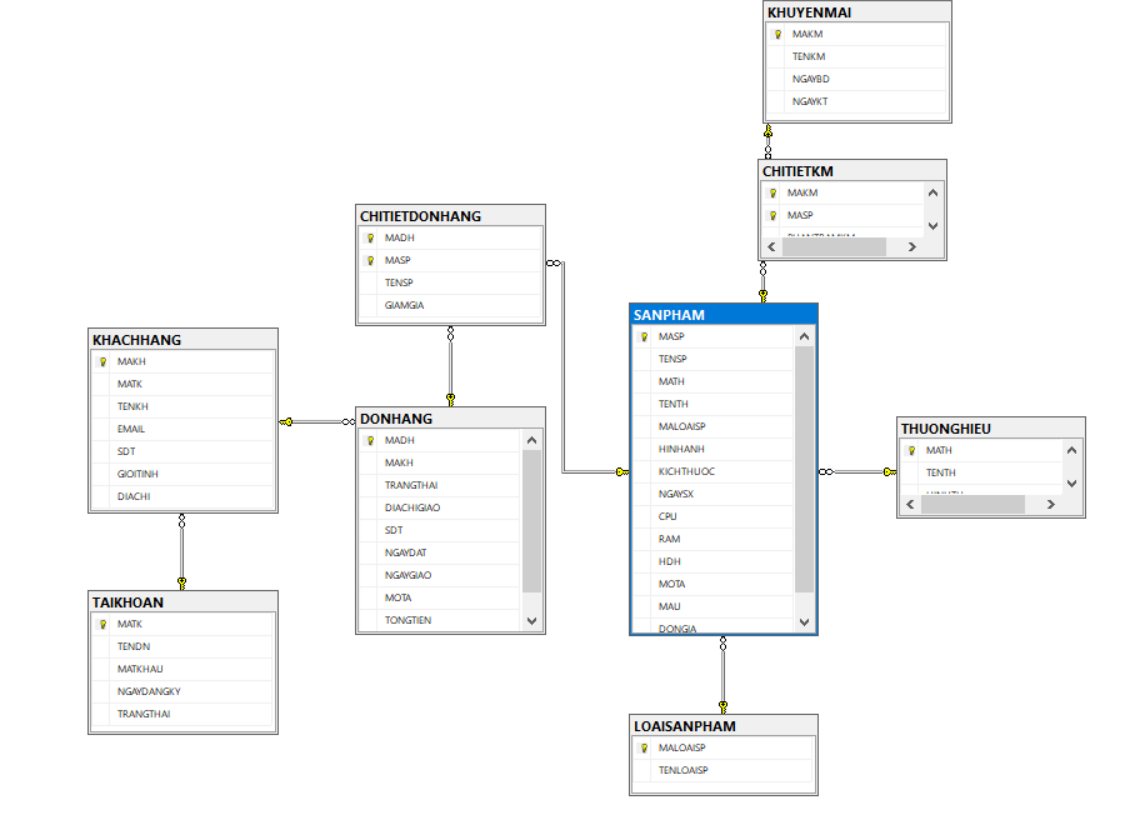 KHUYENMAI
MAKM
TENKM
NGAYBD
NGAYKT
CHITIETKM
MAKM
MASP
PHANTRAMKM
CHITIETDONHANG
MADH
MASP
TENSP
GIAMGIA
KHACHHANG
MAKH
MATK
TENKH
EMAIL
SDT
GIOITINH
DIACHI
DONHANG
MADH
MAKH
TRANGTHAI
DIACHIGIAO
SDT
NGAYDAT
NGAYGIAO
MOTA
TONGTIEN
SANPHAM
MASP
TENSP
MATH
TENTH
MALOAISP
HINHANH
KICHTHUOC
NGAYSX
CPU
RAM
HDH
MOTA
MAU
DONGIA
THUONGHIEU
MATH
TENTH
TAIKHOAN
MATK
TENDN
MATKHAU
NGAYDANGKY
TRANGTHAI
LOAISANPHAM
MALOAISP
TENLOAISP